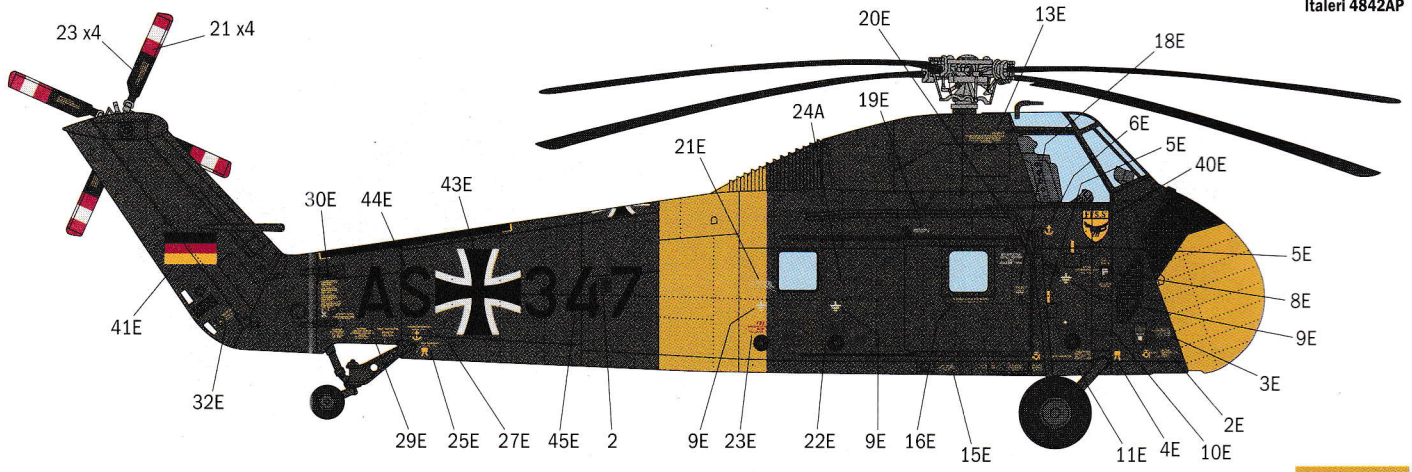 Italeri 4842AP
23 x4
21 x4
20E
13E
18E
19E
24A
6E
5E
21E
40E
43E
44E
30E
AS 347
5E
8E
41E
9E
3E
32E
29E
25E
27E
45E
2
9E
23E
22E
9E
16E
15E
11E
4E
10E
2E